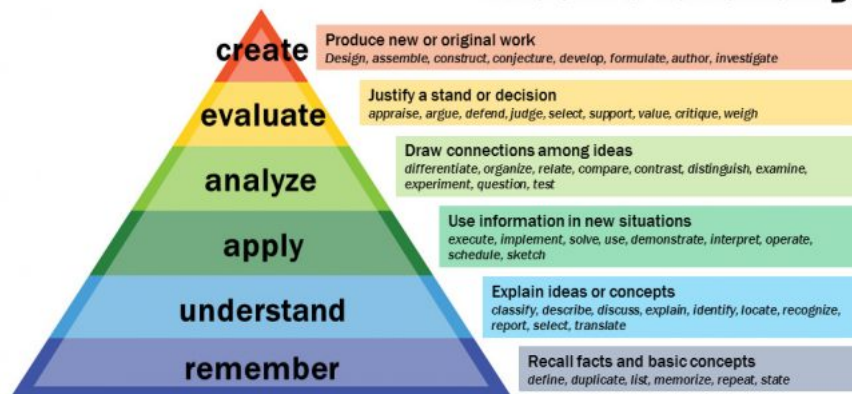 create
Produce new or original work
Design, assemble, construct, conjecture, develop, formulate, author, investigate
evaluate
Justify a stand or decision
appraise, argue, defend, judge, select, support, value, critique, weigh
analyze
Draw connections among ideas
differentiate, organize, relate, compare, contrast, distinguish, examine,
experiment, question, test
apply
Use information in new situations
execute, implement, solve, use, demonstrate, interpret, operate,
schedule, sketch
understand
Explain ideas or concepts
classify, describe, discuss, explain, identify, locate, recognize,
report, select, translate
remember
Recall facts and basic concepts
define, duplicate, list, memorize, repeat, state